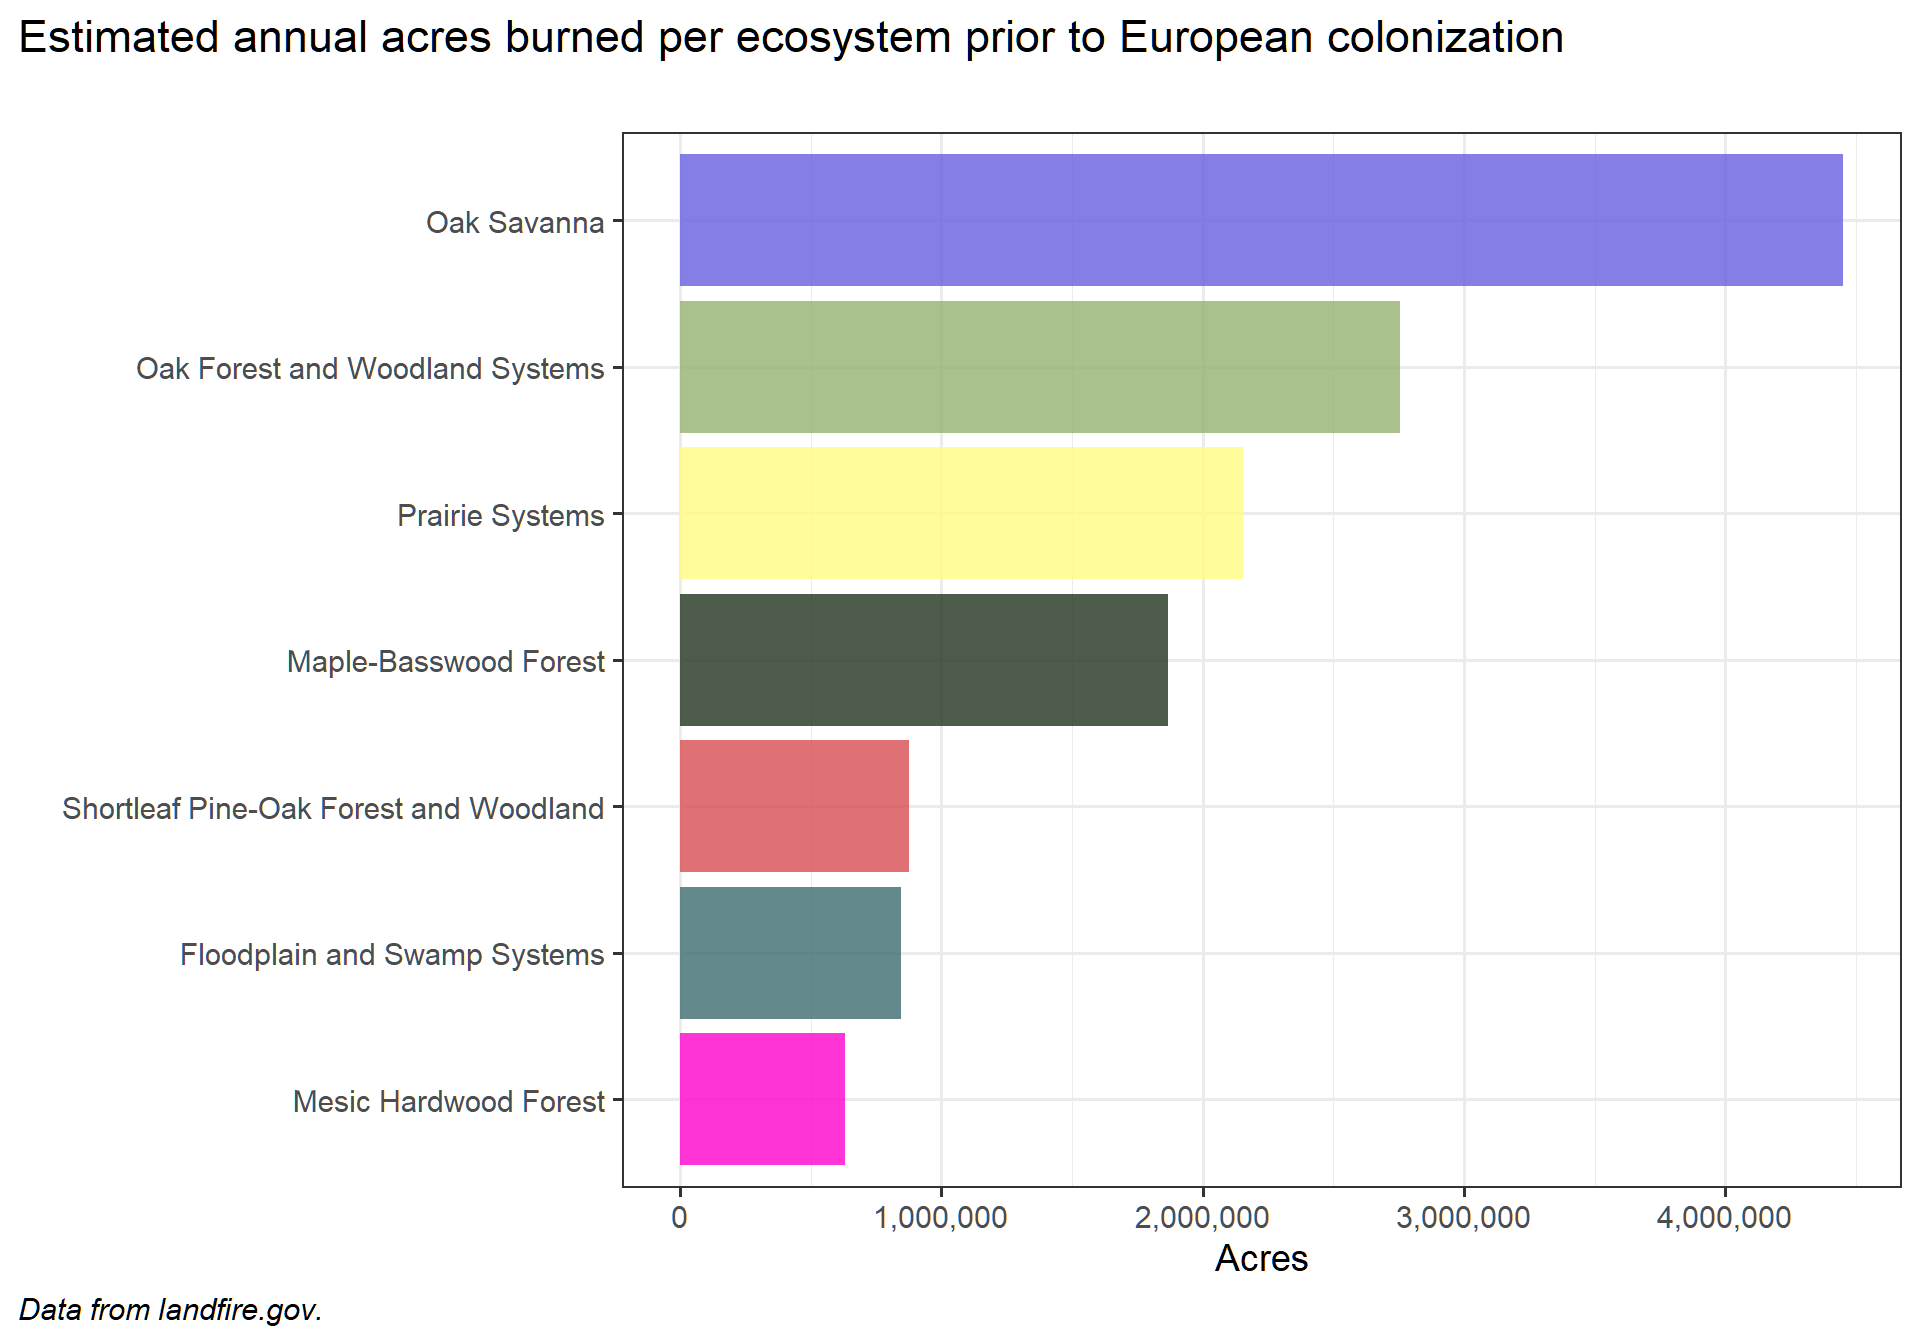 Estimated annual acres burned per ecosystem prior to European colonization
Oak Savanna
Oak Forest and Woodland Systems
Prairie Systems
Maple-Basswood Forest
Shortleaf Pine-Oak Forest and Woodland
Floodplain and Swamp Systems
Mesic Hardwood Forest
0 1,000,000 2,000,000 3,000,000 4,000,000
Acres
Data from landfire.gov.